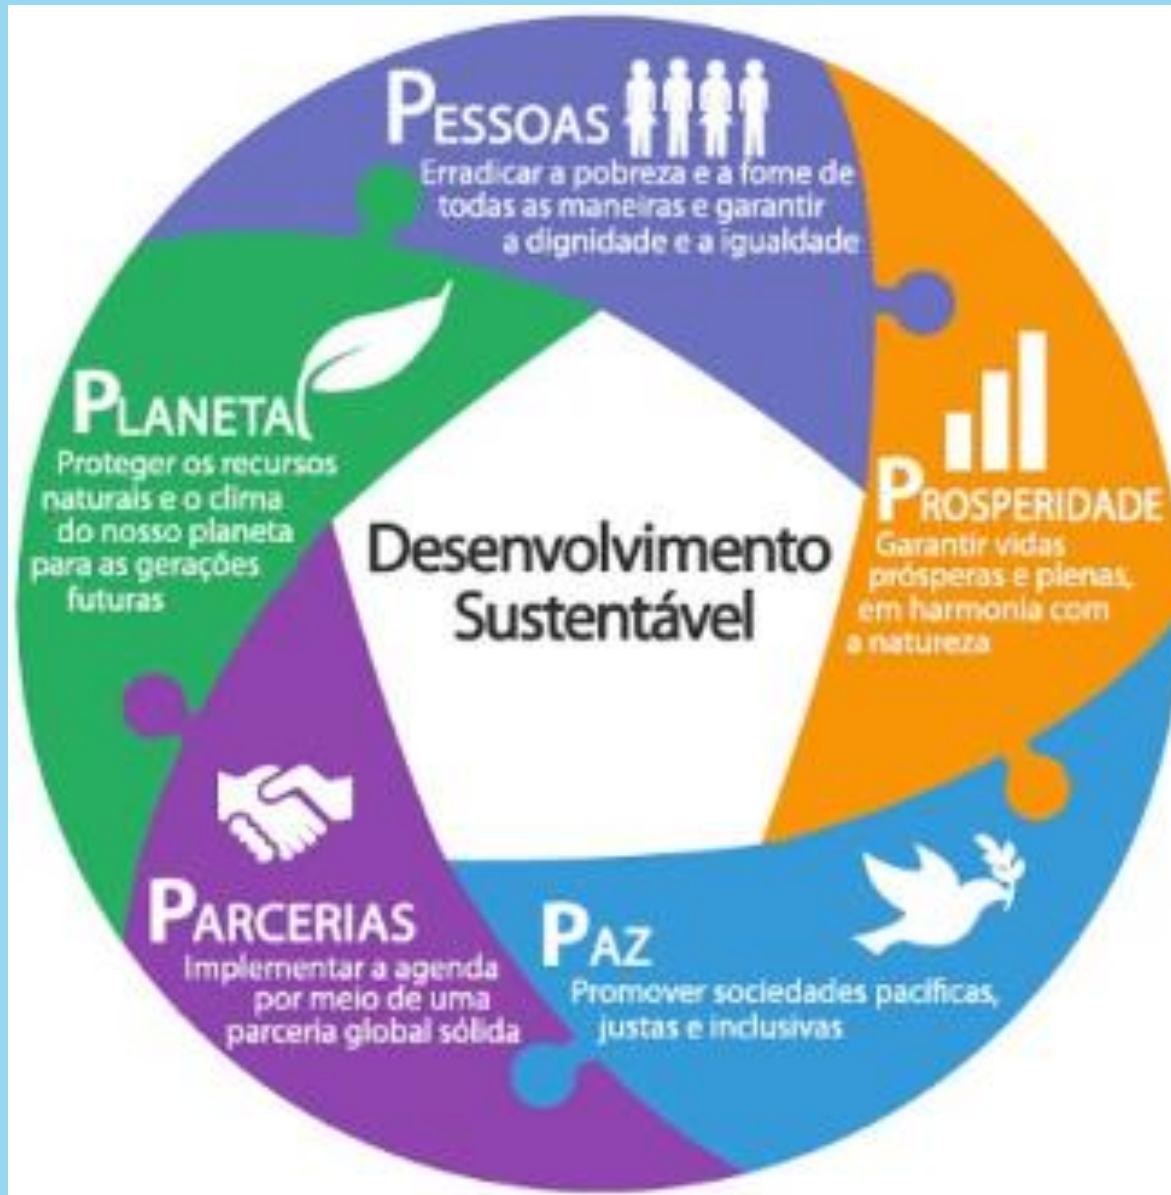 PESSOAS
Erradicar a pobreza e a fome de
todas as maneiras e garantir
a dignidade e a igualdade
PLANETA
Proteger os recursos
naturais e o clima
do nosso planeta
para as gerações
futuras
Desenvolvimento
Sustentável
PROSPERIDADE
Garantir vidas
prósperas e plenas,
em harmonia com
a natureza
PARCERIAS
Implementar a agenda
por meio de uma
parceria global sólida
PAZ
Promover sociedades pacíficas,
justas e inclusivas